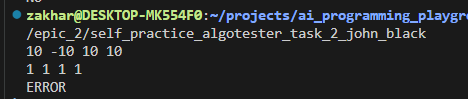 zakhar@DESKTOP-MK554F0:~/projects/ai_programming_playgr
/epic_2/self_practice_algotester_task_2_john_black
10 -10 10 10
1 1 1 1
ERROR